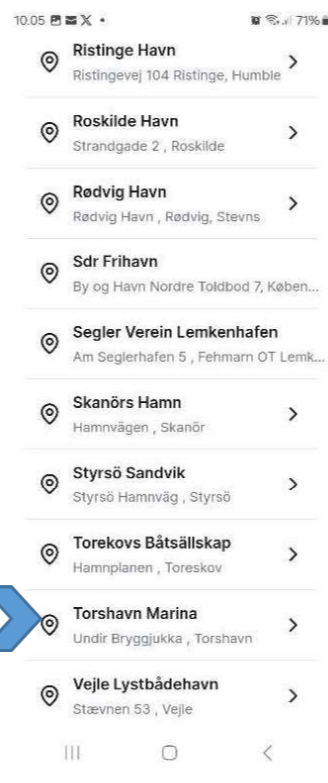 10.05 X • 71%
Ristinge Havn
Ristingevej 104 Ristinge, Humble
Roskilde Havn
Strandgade 2 , Roskilde
Rødvig Havn
Rødvig Havn , Rødvig, Stevns
Sdr Frihavn
By og Havn Nordre Toldbod 7, Køben...
Segler Verein Lemkenhafen
Am Seglerhafen 5 , Fehmarn OT Lemk...
Skanörs Hamn
Hamnvägen , Skanör
Styrsö Sandvik
Styrsö Hamnväg , Styrsö
Torekovs Båtsällskap
Hamnplanen , Toreskov
Torshavn Marina
Undir Bryggjukka , Torshavn
Vejle Lystbådehavn
Stævnen 53 , Vejle